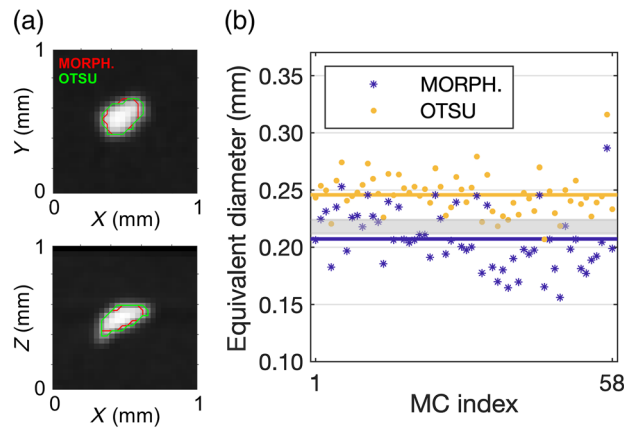 (a)
1
MORPH.
OTSU
Y (mm)
0
0
X (mm)
1
1
Z (mm)
0
0
X (mm)
1
(b)
Equivalent diameter (mm)
0.35
0.30
0.25
0.20
0.15
0.10
MORPH.
OTSU
1
58
MC index